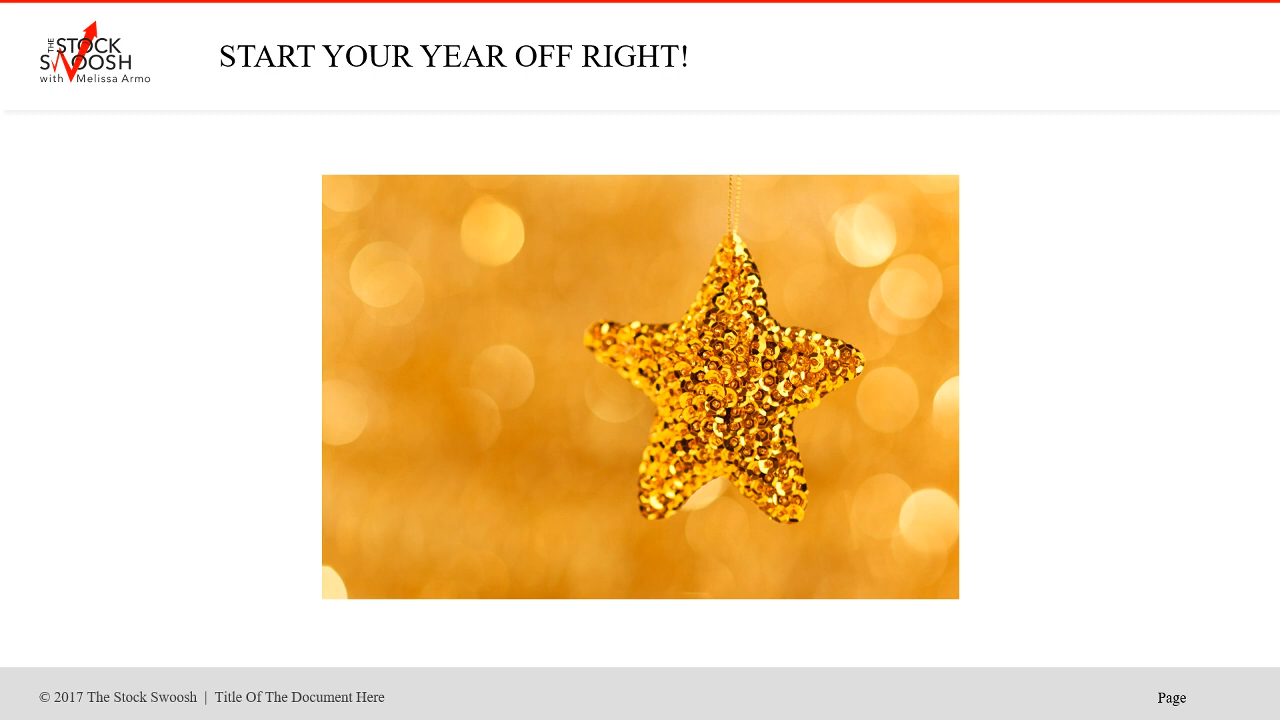 THE STOCK
SWOOSH
with Melissa Armo
START YOUR YEAR OFF RIGHT!
© 2017 The Stock Swoosh | Title Of The Document Here
Page